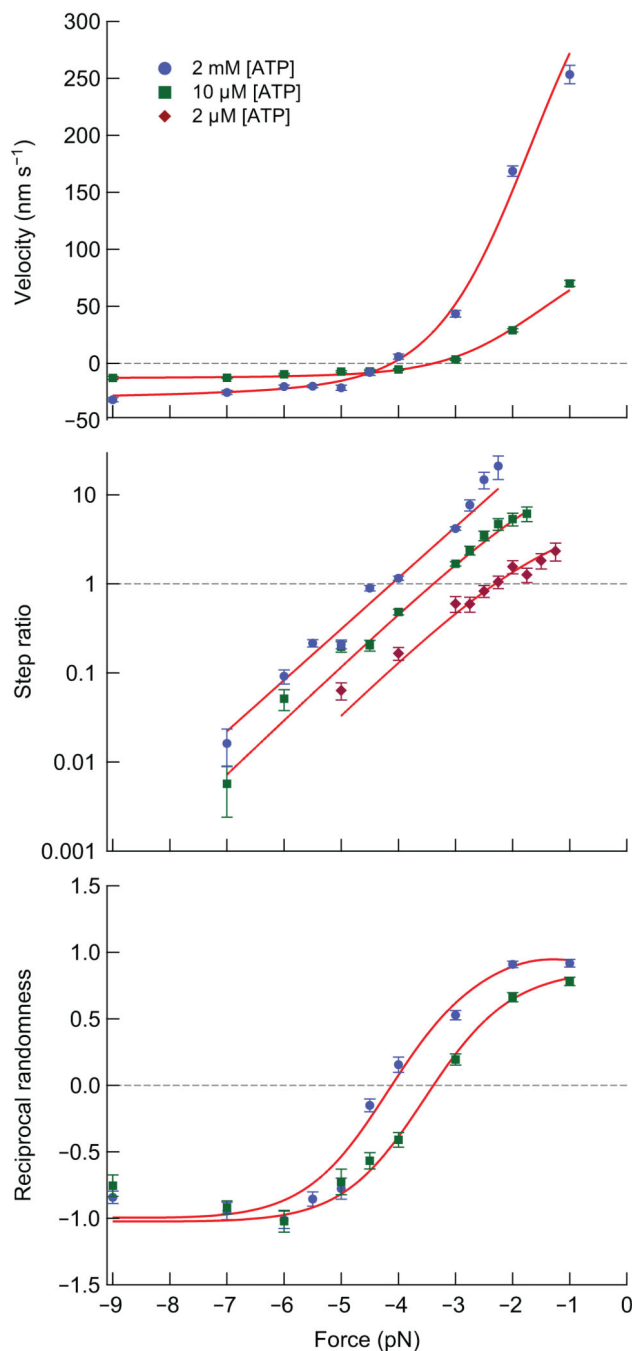 300
250
200
150
100
50
0
−50
Velocity (nm s⁻¹)
2 mM [ATP]
10 µM [ATP]
2 µM [ATP]
10
1
0.1
0.01
0.001
Step ratio
1.5
1.0
0.5
0.0
−0.5
−1.0
−1.5
Reciprocal randomness
−9 −8 −7 −6 −5 −4 −3 −2 −1 0
Force (pN)